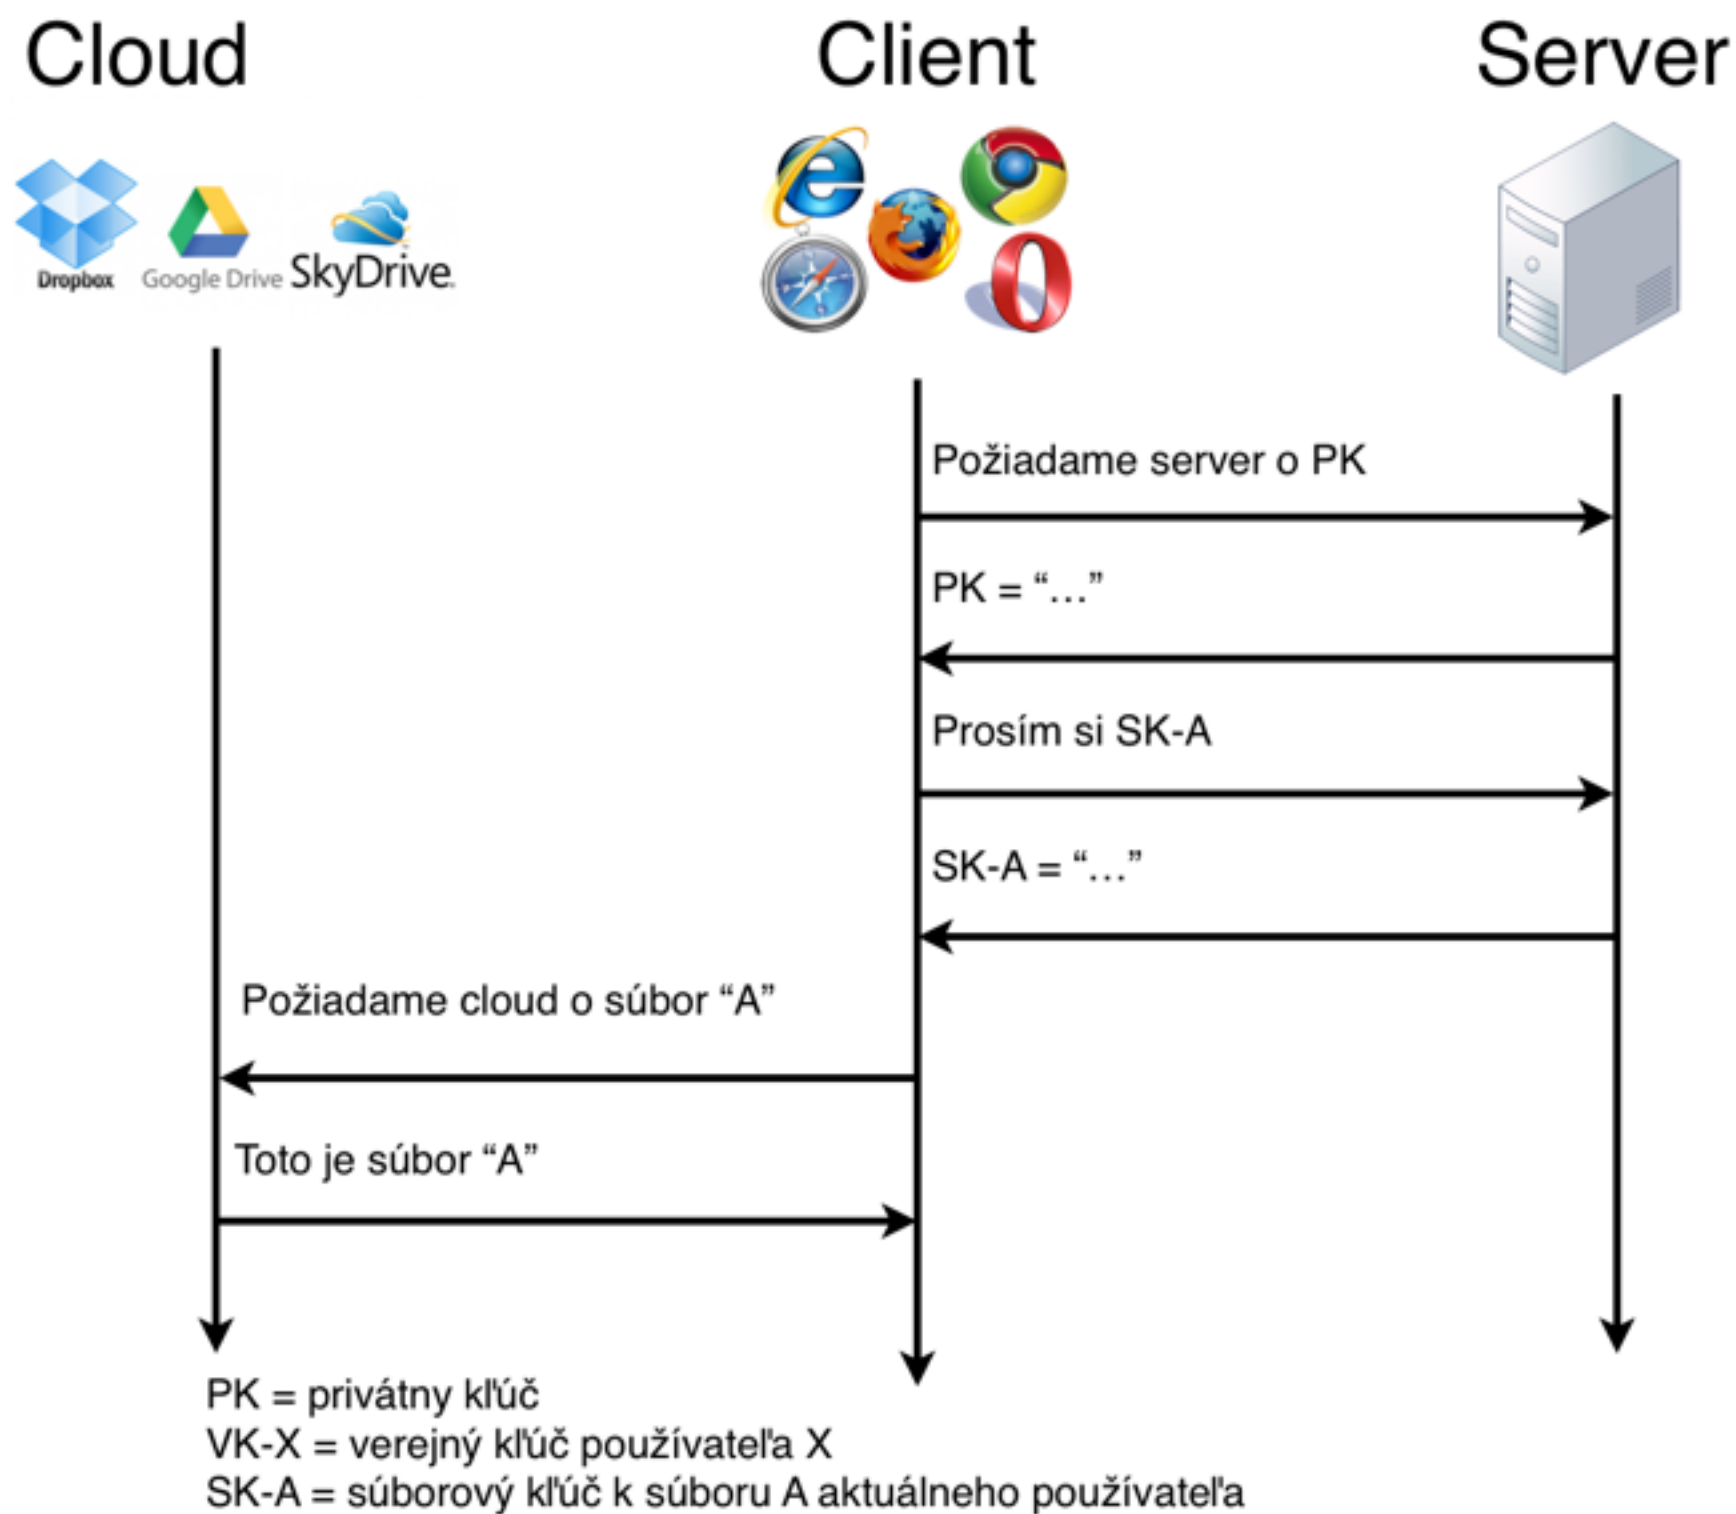 Cloud
Client
Server
Dropbox
Google Drive
SkyDrive
Požiadame server o PK
PK = “...”
Prosím si SK-A
SK-A = “...”
Požiadame cloud o súbor “A”
Toto je súbor “A”
PK = privátny kľúč
VK-X = verejný kľúč používateľa X
SK-A = súborový kľúč k súboru A aktuálneho používateľa